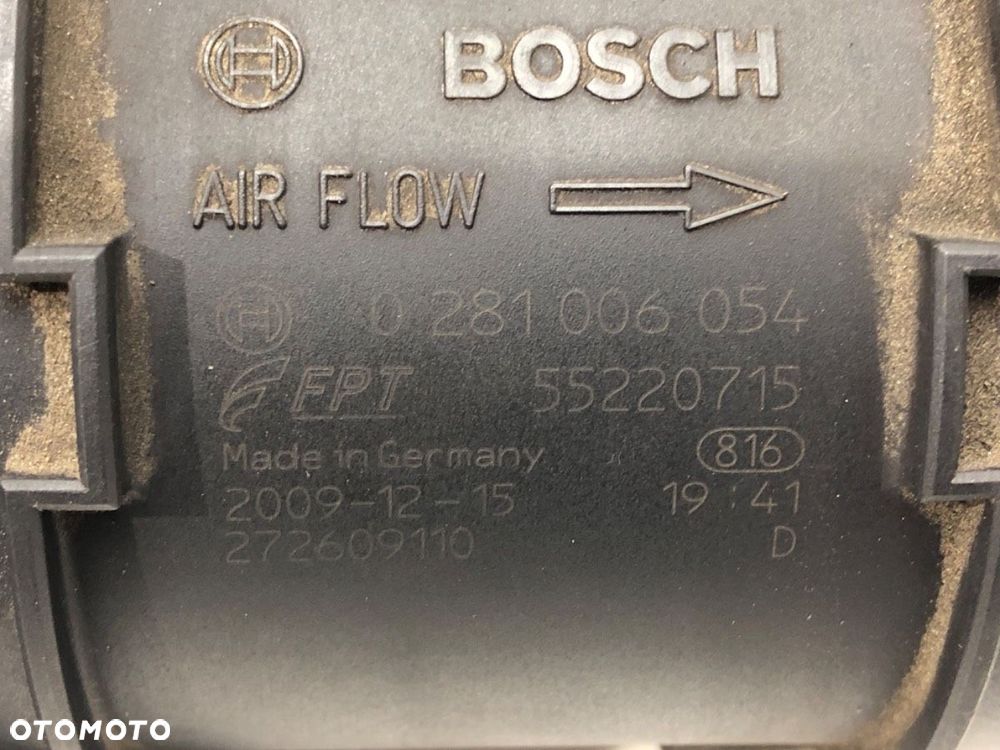 BOSCH
AIR FLOW
0 281 006 054
FPT 55220715
Made in Germany 816
2009-12-15 19:41
272609110 D
OTOMOTO